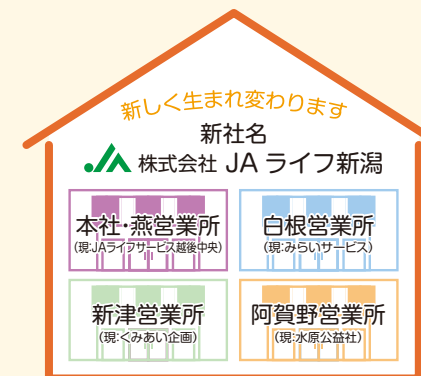 新しく生まれ変わります
新社名
JA 株式会社 JA ライフ新潟
本社・燕営業所
(現:JAライフサービス越後中央)
白根営業所
(現:みらいサービス)
新津営業所
(現:くみあい企画)
阿賀野営業所
(現:水原公益社)